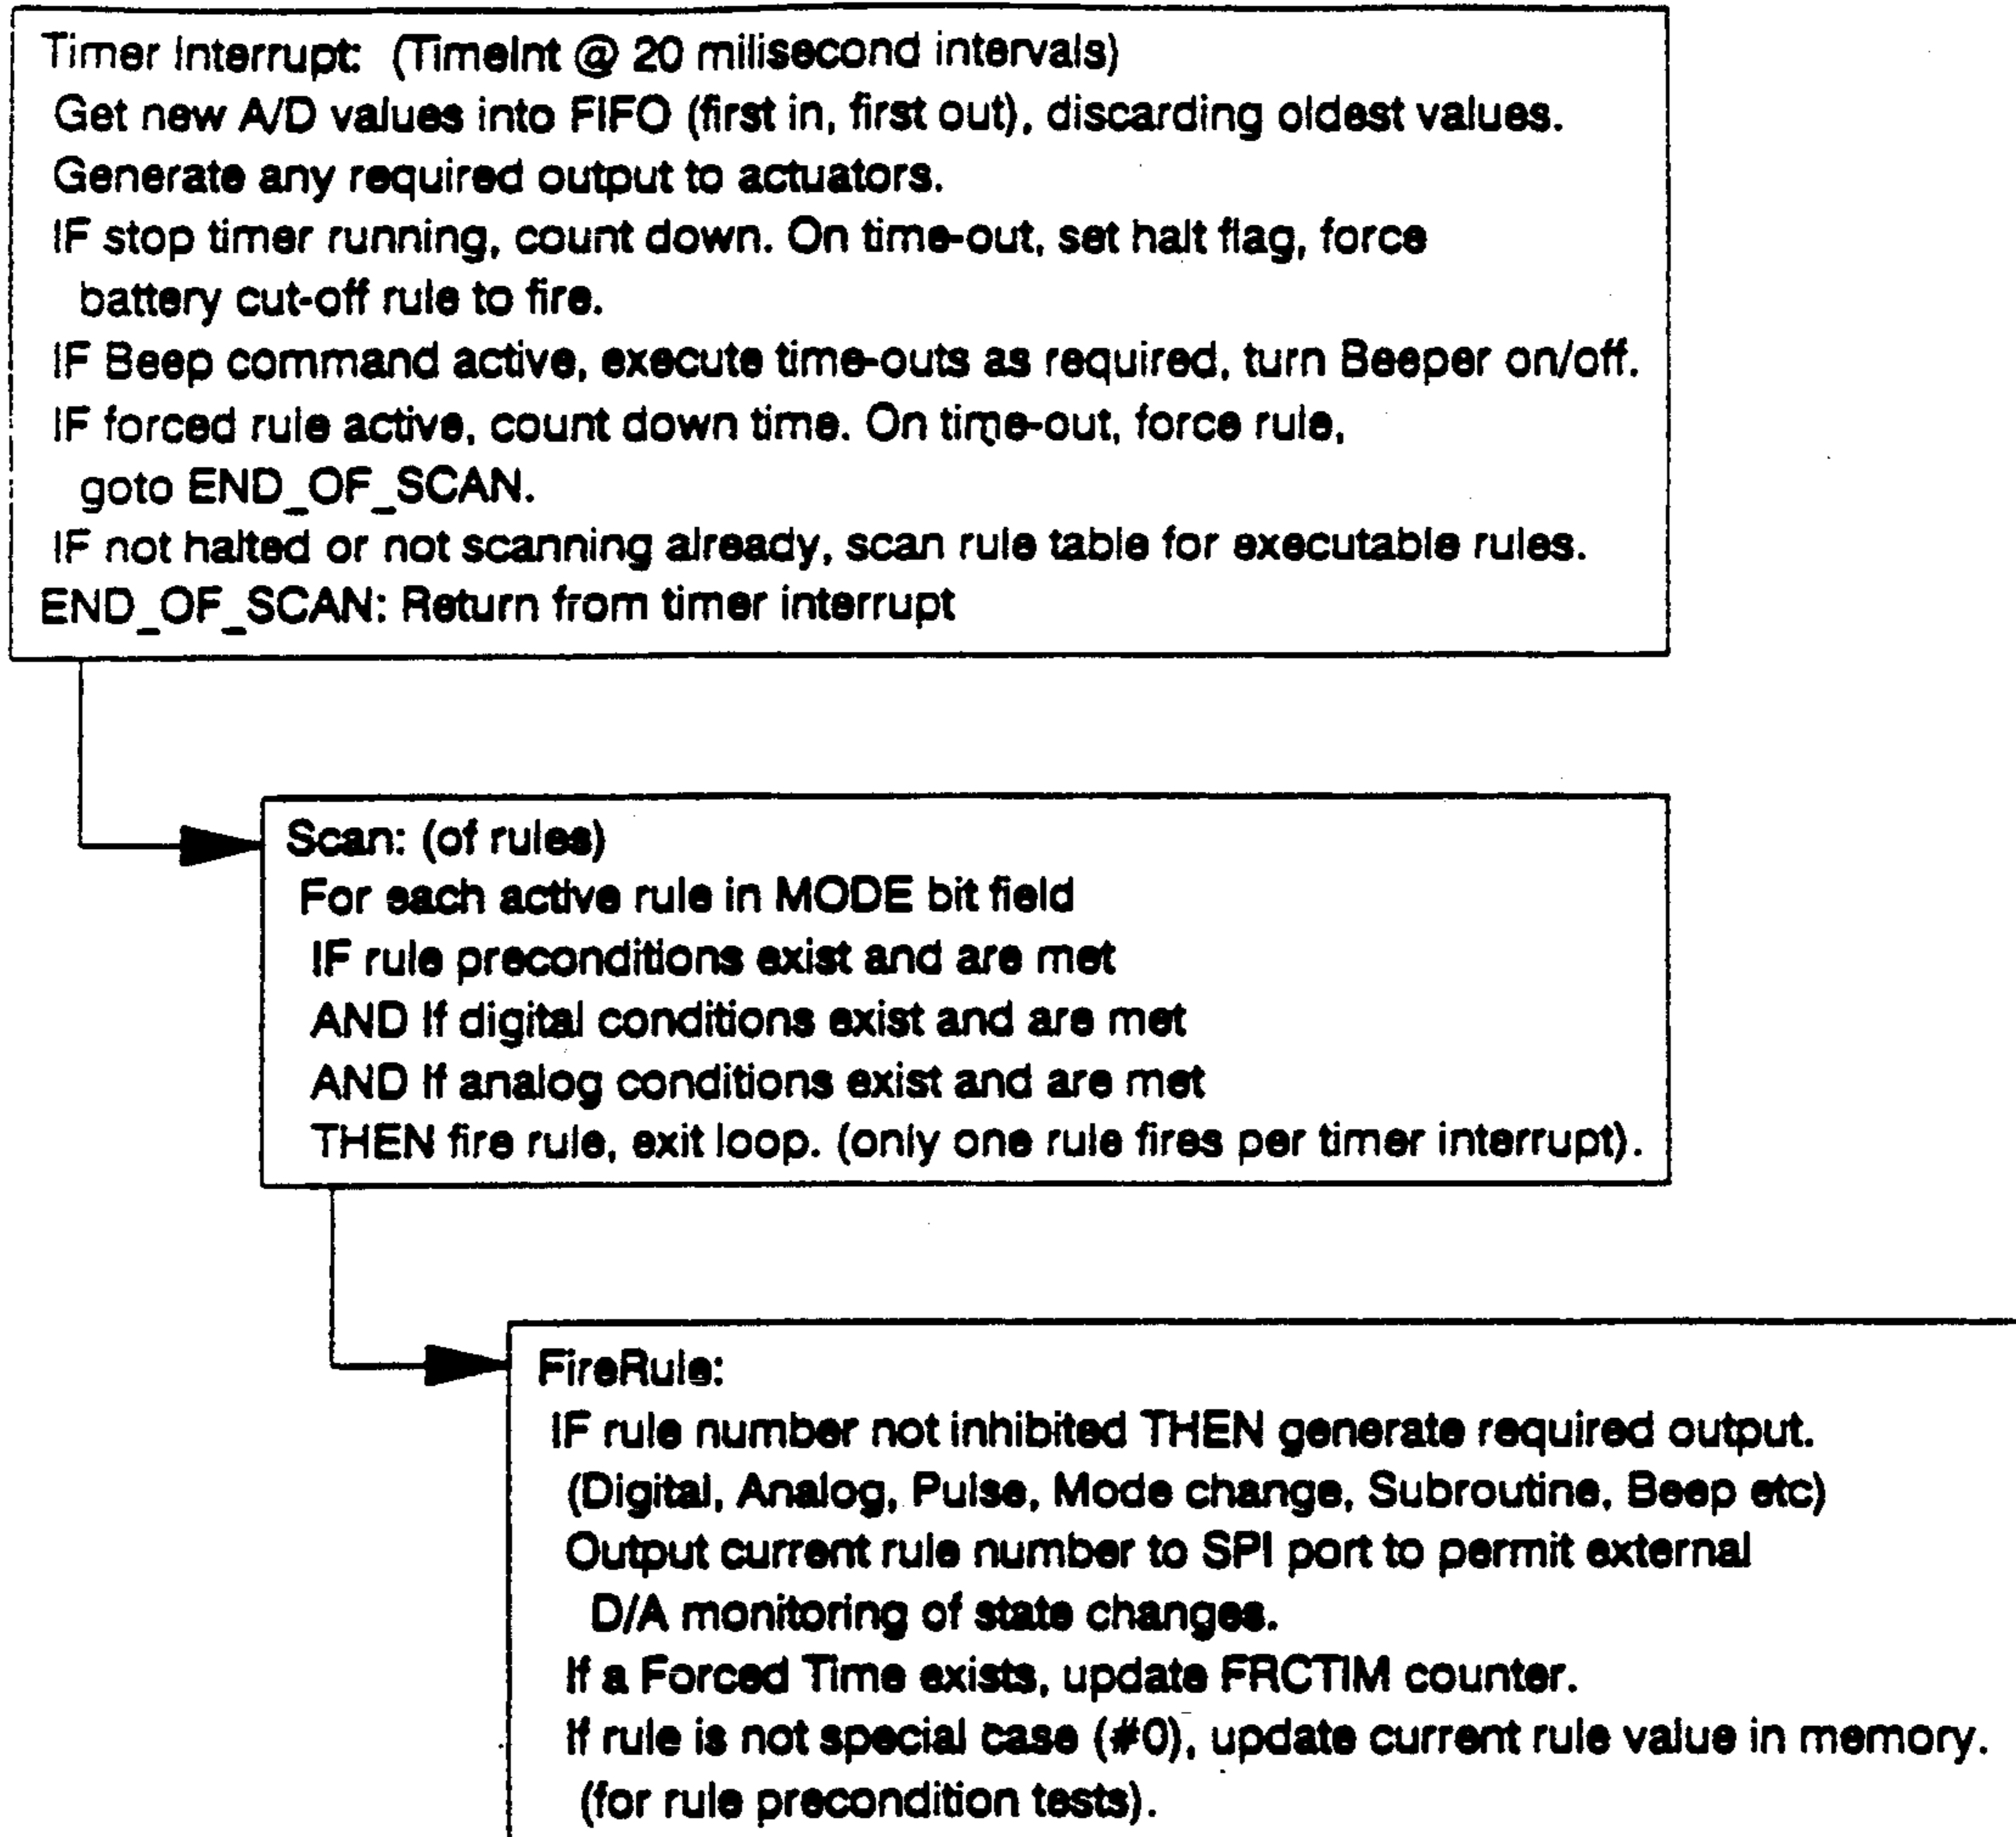 Timer Interrupt: (TimeInt @ 20 milisecond intervals)
Get new A/D values into FIFO (first in, first out), discarding oldest values.
Generate any required output to actuators.
IF stop timer running, count down. On time-out, set halt flag, force
battery cut-off rule to fire.
IF Beep command active, execute time-outs as required, turn Beeper on/off.
IF forced rule active, count down time. On time-out, force rule,
goto END_OF_SCAN.
IF not halted or not scanning already, scan rule table for executable rules.
END_OF_SCAN: Return from timer interrupt
Scan: (of rules)
For each active rule in MODE bit field
IF rule preconditions exist and are met
AND If digital conditions exist and are met
AND If analog conditions exist and are met
THEN fire rule, exit loop. (only one rule fires per timer interrupt).
FireRule:
IF rule number not inhibited THEN generate required output.
(Digital, Analog, Pulse, Mode change, Subroutine, Beep etc)
Output current rule number to SPI port to permit external
D/A monitoring of state changes.
If a Forced Time exists, update FRCTIM counter.
If rule is not special case (#0), update current rule value in memory.
(for rule precondition tests).